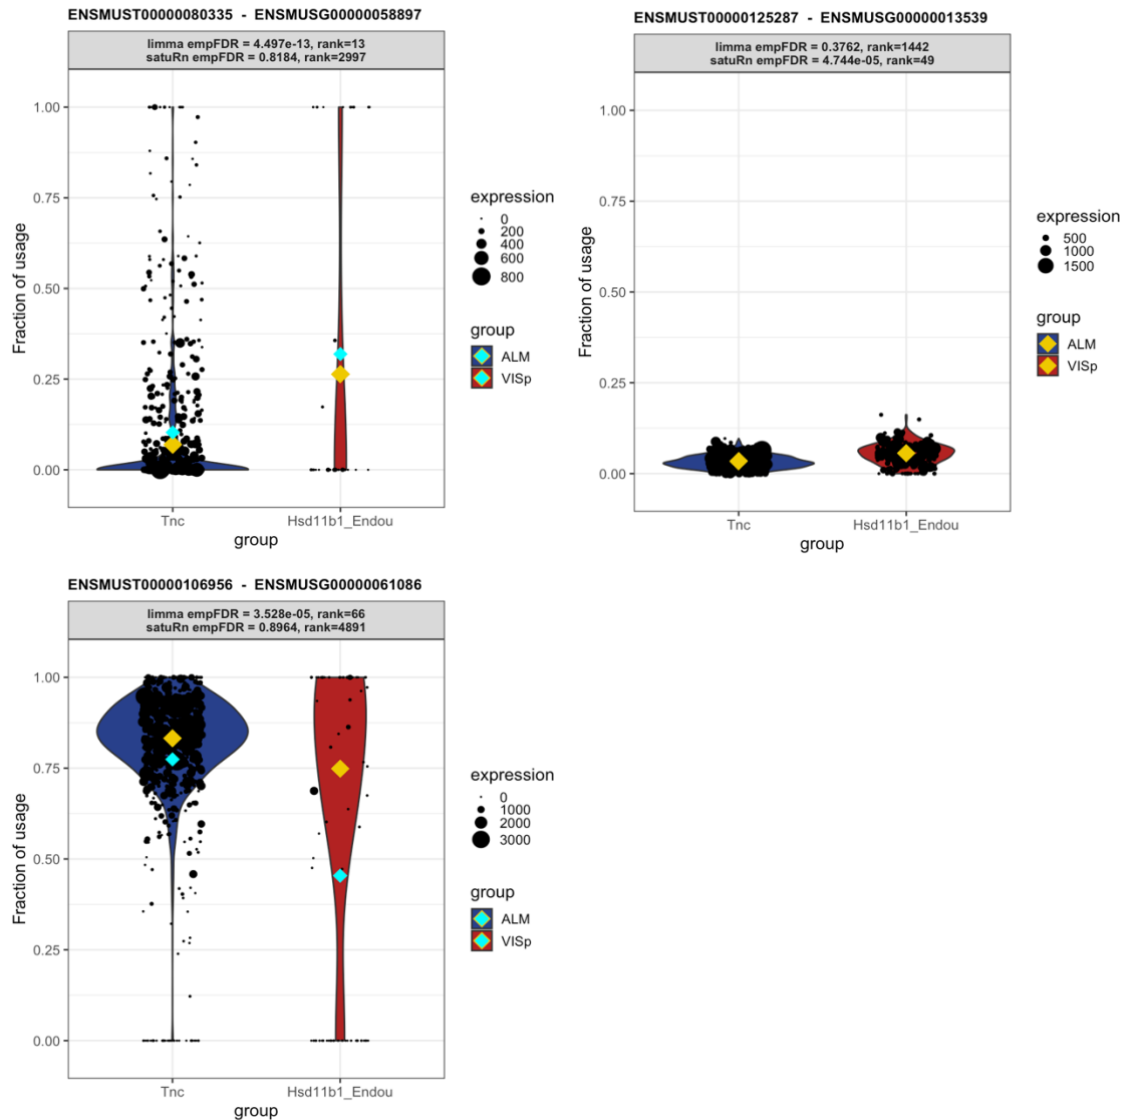 ENSMUST00000080335 - ENSMUSG00000058897
limma empFDR = 4.497e-13, rank=13
satuRn empFDR = 0.8184, rank=2997
1.00
0.75
0.50
0.25
0.00
Fraction of usage
Tnc
Hsd11b1_Endou
group
expression
0
200
400
600
800
group
ALM
VISp
ENSMUST00000125287 - ENSMUSG00000013539
limma empFDR = 0.3762, rank=1442
satuRn empFDR = 4.744e-05, rank=49
1.00
0.75
0.50
0.25
0.00
Fraction of usage
Tnc
Hsd11b1_Endou
group
expression
500
1000
1500
group
ALM
VISp
ENSMUST00000106956 - ENSMUSG00000061086
limma empFDR = 3.528e-05, rank=66
satuRn empFDR = 0.8964, rank=4891
1.00
0.75
0.50
0.25
0.00
Fraction of usage
Tnc
Hsd11b1_Endou
group
expression
0
1000
2000
3000
group
ALM
VISp